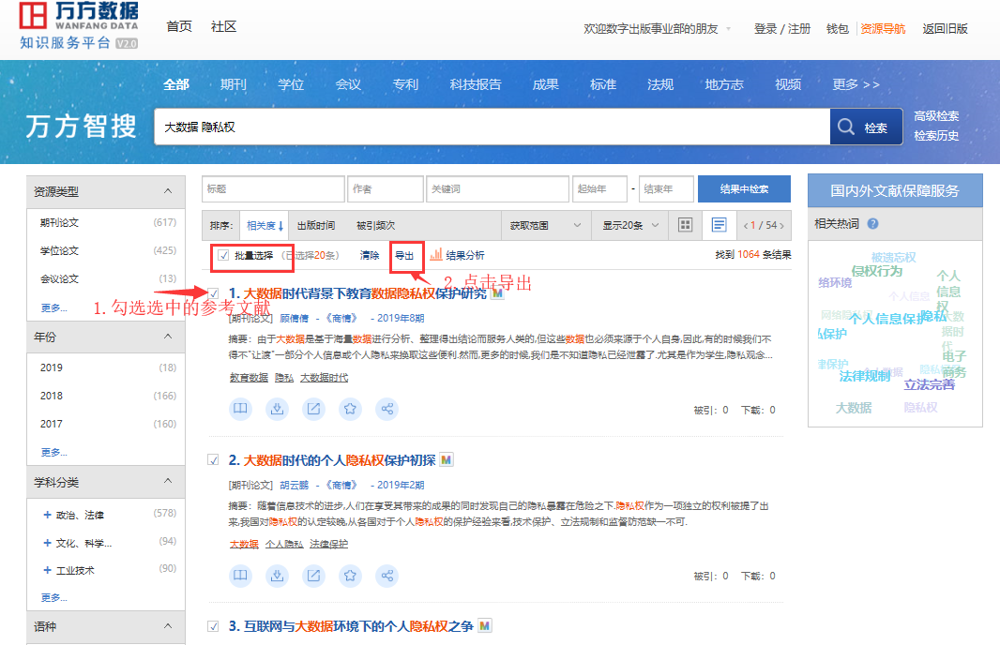 万方数据
WANFANG DATA
知识服务平台 V2.0
首页 社区
欢迎数字出版事业部的朋友 登录 / 注册 钱包 资源导航 返回旧版
全部 期刊 学位 会议 专利 科技报告 成果 标准 法规 地方志 视频 更多 >>
万方智搜
大数据 隐私权
检索
高级检索
检索历史
资源类型
期刊论文 (617)
学位论文 (425)
会议论文 (13)
更多...
年份
2019 (18)
2018 (166)
2017 (160)
更多...
学科分类
+ 政治、法律 (578)
+ 文化、科学... (94)
+ 工业技术 (90)
更多...
语种
标题 作者 关键词 起始年 - 结束年 结果中检索
排序: 相关度 出版时间 被引频次 获取范围 显示20条 < 1 / 54 >
批量选择 (已选择20条) 清除 导出 结果分析 找到 1064 条结果
1. 勾选选中的参考文献
2. 点击导出
1. 大数据时代背景下教育数据隐私权保护研究 M
[期刊论文] 顾倩倩 - 《商情》 - 2019年8期
摘要：由于大数据是基于海量数据进行分析、整理得出结论而服务人类的,但这些数据也必须来源于个人自身,因此,有的时候我们不
得不"让渡"一部分个人信息或个人隐私来换取这些便利.然而,更多的时候,我们是不知道隐私已经泄露了.尤其是作为学生,隐私观念...
教育数据 隐私 大数据时代
被引：0 下载：0
2. 大数据时代的个人隐私权保护初探 M
[期刊论文] 胡云鹏 - 《商情》 - 2019年2期
摘要：随着信息技术的进步,人们在享受其带来的成果的同时发现自己的隐私暴露在危险之下.隐私权作为一项独立的权利被提了出
来,我国对隐私权的认定较晚,从各国对于个人隐私权的保护经验来看,技术保护、立法规制和监督防范缺一不可.
大数据 个人隐私 法律保护
被引：0 下载：0
3. 互联网与大数据环境下的个人隐私权之争 M
国内外文献保障服务
相关热词 ?
被遗忘权
侵权行为
络环境
个人信息权
个人信息
网络隐私权
个人信息保护
隐私
大数据时代
私保护
电子商务
律保护
法律规制
立法完善
大数据
隐私权